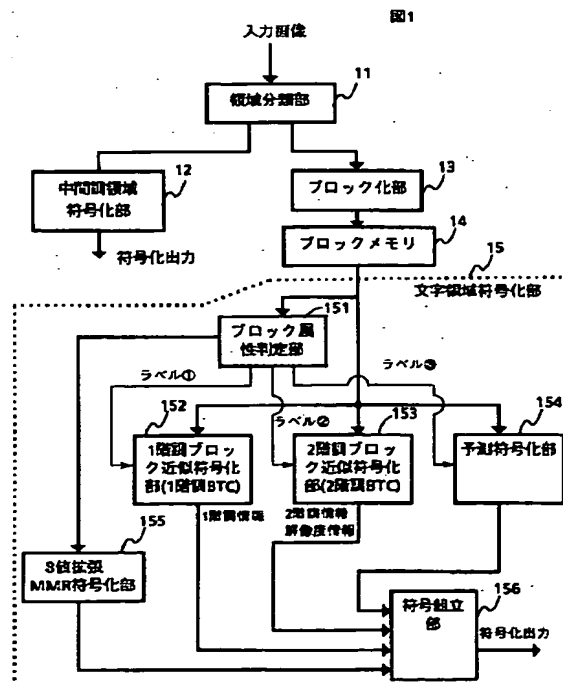 図1
入力画像
11
領域分類部
12
中間調領域
符号化部
符号化出力
13
ブロック化部
14
ブロックメモリ
15
文字領域符号化部
151
ブロック属
性判定部
ラベル①
ラベル②
ラベル③
152
1階調ブロッ
ク近似符号化
部(1階調BTC)
153
2階調ブロッ
ク近似符号化
部(2階調BTC)
154
予測符号化部
1階調情報
2階調情報
解像度情報
155
3値拡張
MMR符号化部
156
符号組立
部
符号化出力